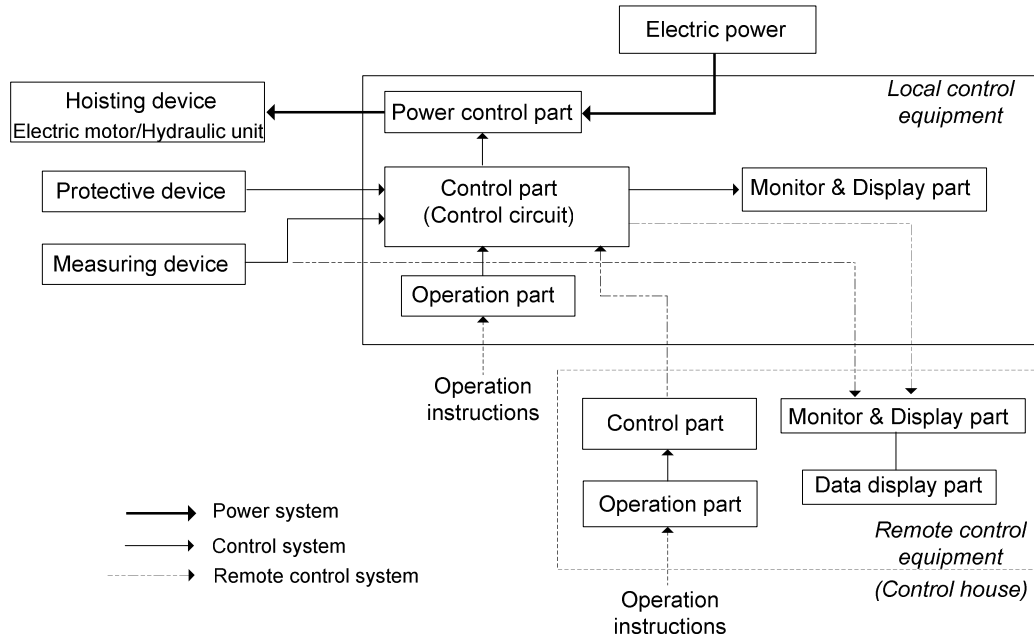 Electric power
Local control
equipment
Hoisting device
Electric motor/Hydraulic unit
Power control part
Protective device
Control part
(Control circuit)
Monitor & Display part
Measuring device
Operation part
Operation
instructions
Control part
Monitor & Display part
Operation part
Data display part
Remote control
equipment
(Control house)
Operation
instructions
Power system
Control system
Remote control system